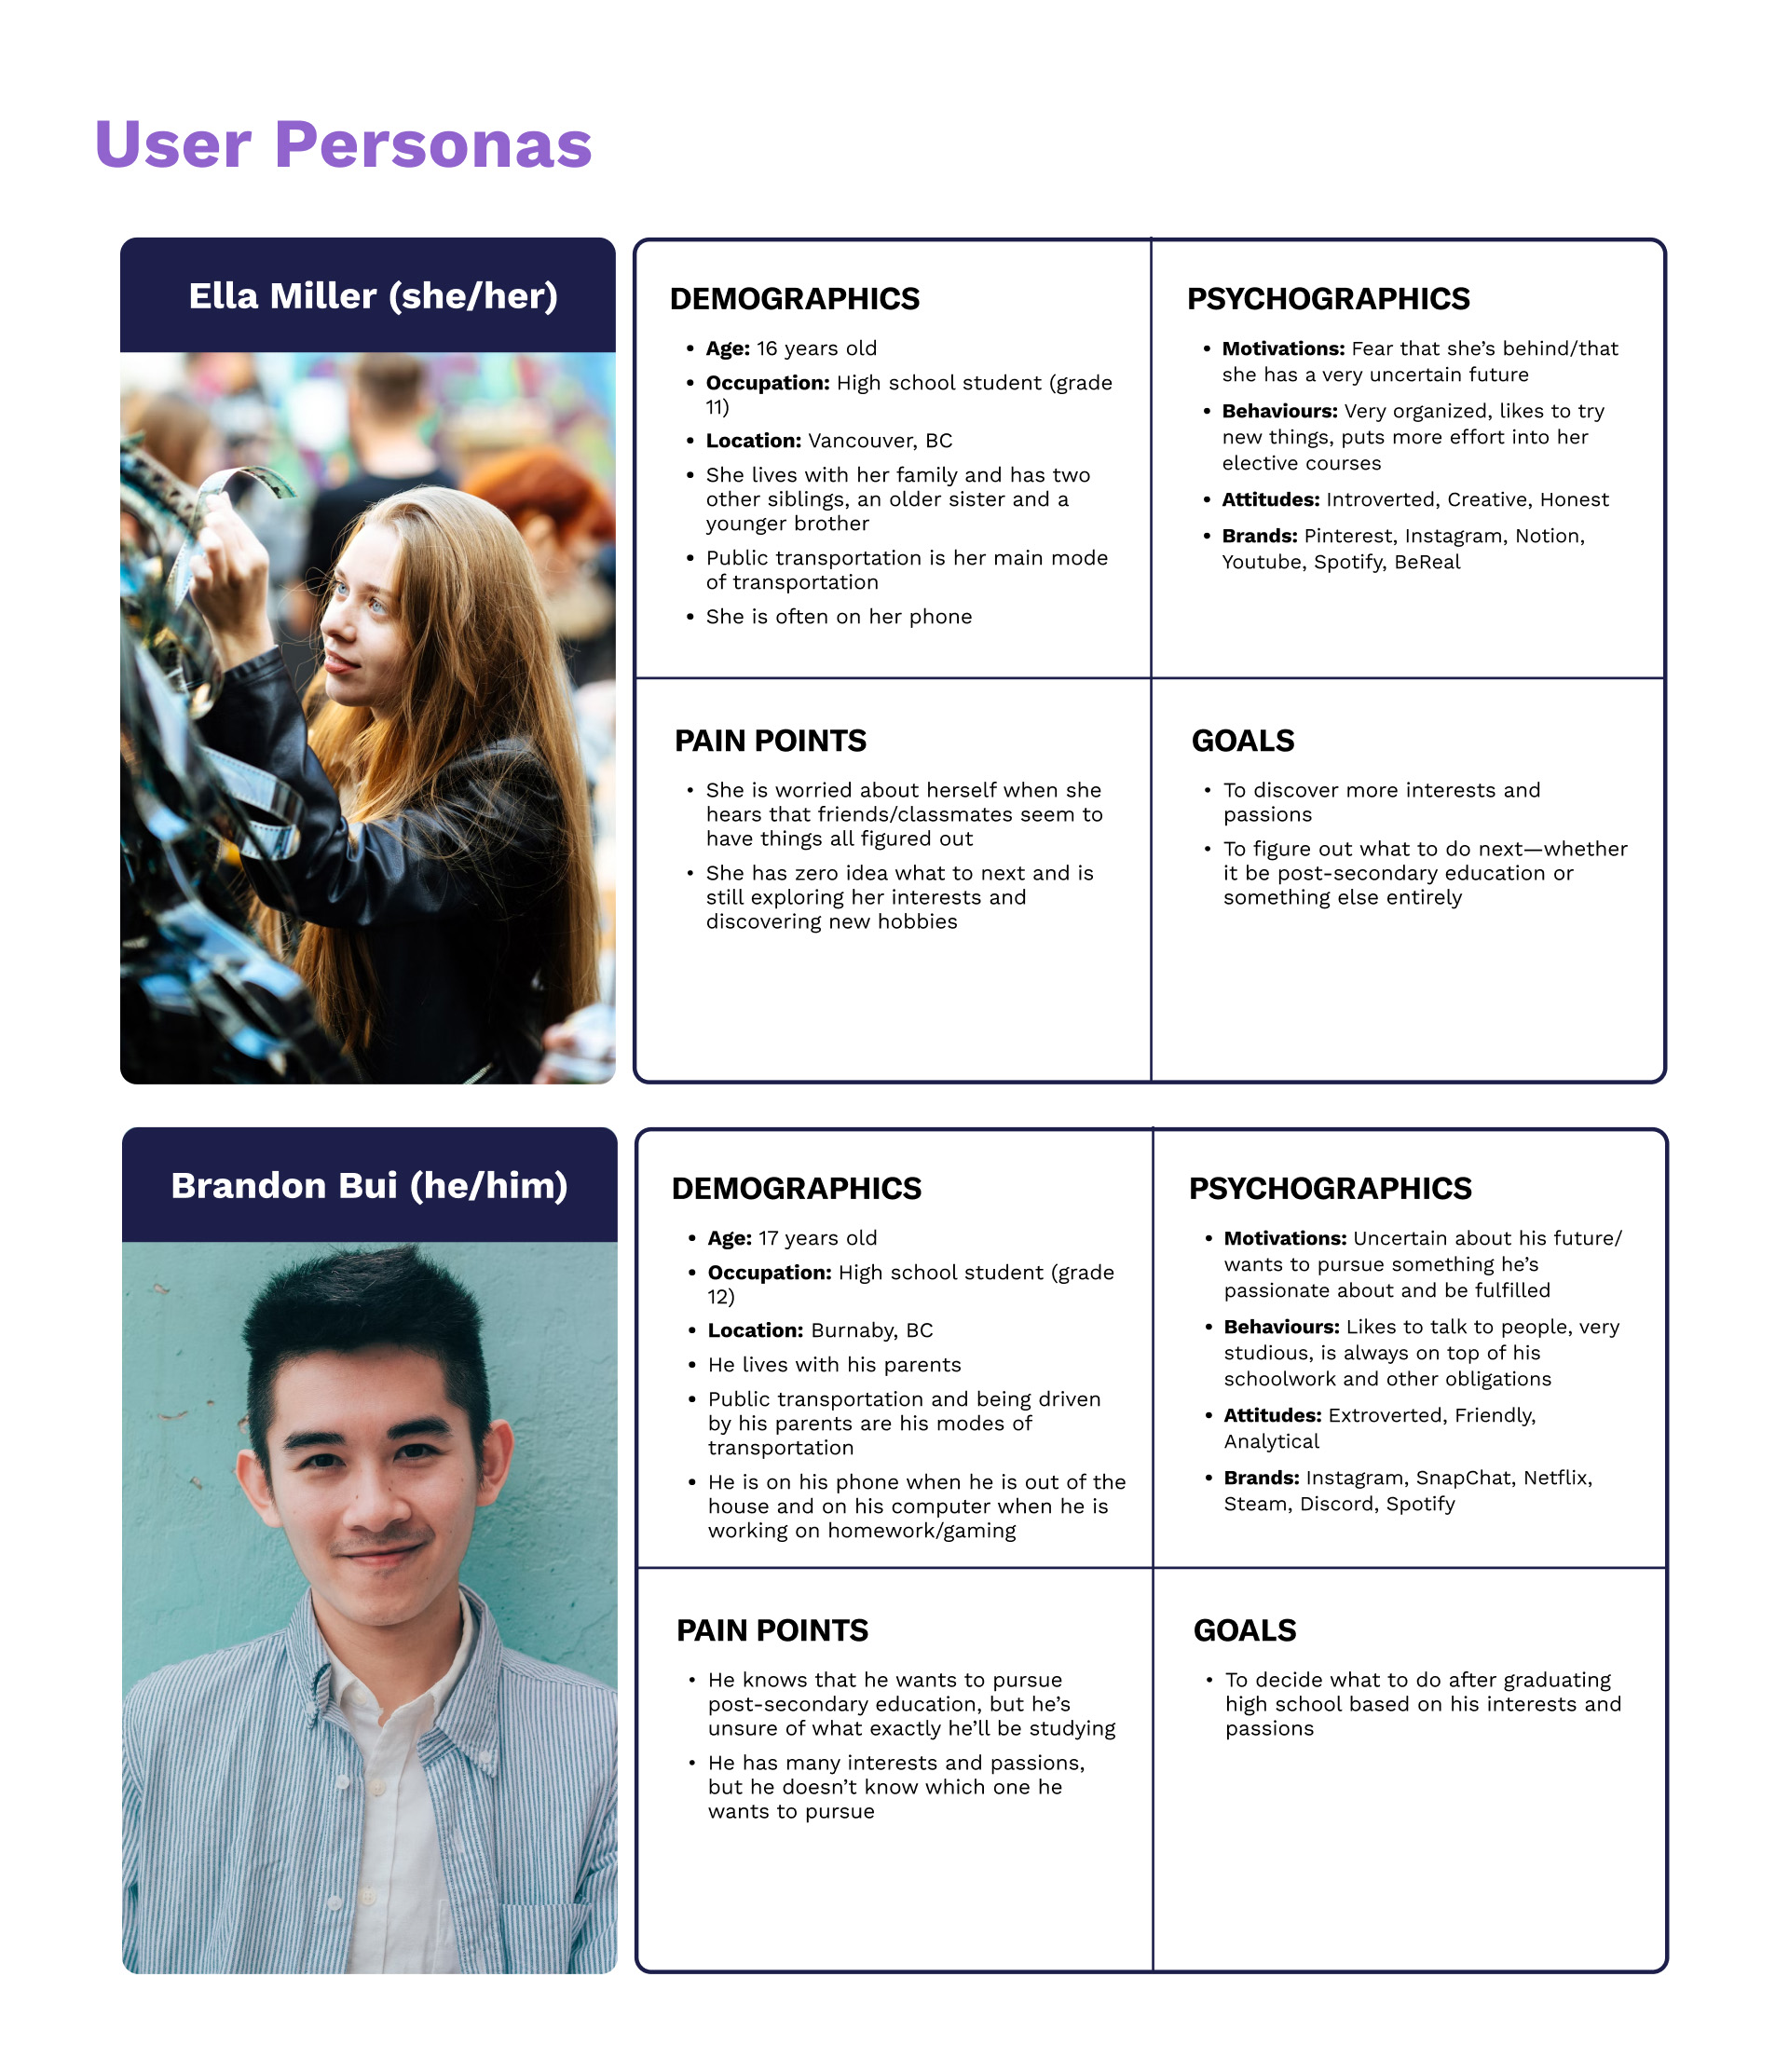 User Personas
Ella Miller (she/her)
DEMOGRAPHICS
• Age: 16 years old
• Occupation: High school student (grade
11)
• Location: Vancouver, BC
• She lives with her family and has two
other siblings, an older sister and a
younger brother
• Public transportation is her main mode
of transportation
• She is often on her phone
PSYCHOGRAPHICS
• Motivations: Fear that she’s behind/that
she has a very uncertain future
• Behaviours: Very organized, likes to try
new things, puts more effort into her
elective courses
• Attitudes: Introverted, Creative, Honest
• Brands: Pinterest, Instagram, Notion,
Youtube, Spotify, BeReal
PAIN POINTS
• She is worried about herself when she
hears that friends/classmates seem to
have things all figured out
• She has zero idea what to next and is
still exploring her interests and
discovering new hobbies
GOALS
• To discover more interests and
passions
• To figure out what to do next—whether
it be post-secondary education or
something else entirely
Brandon Bui (he/him)
DEMOGRAPHICS
• Age: 17 years old
• Occupation: High school student (grade
12)
• Location: Burnaby, BC
• He lives with his parents
• Public transportation and being driven
by his parents are his modes of
transportation
• He is on his phone when he is out of the
house and on his computer when he is
working on homework/gaming
PSYCHOGRAPHICS
• Motivations: Uncertain about his future/
wants to pursue something he’s
passionate about and be fulfilled
• Behaviours: Likes to talk to people, very
studious, is always on top of his
schoolwork and other obligations
• Attitudes: Extroverted, Friendly,
Analytical
• Brands: Instagram, SnapChat, Netflix,
Steam, Discord, Spotify
PAIN POINTS
• He knows that he wants to pursue
post-secondary education, but he’s
unsure of what exactly he’ll be studying
• He has many interests and passions,
but he doesn’t know which one he
wants to pursue
GOALS
• To decide what to do after graduating
high school based on his interests and
passions